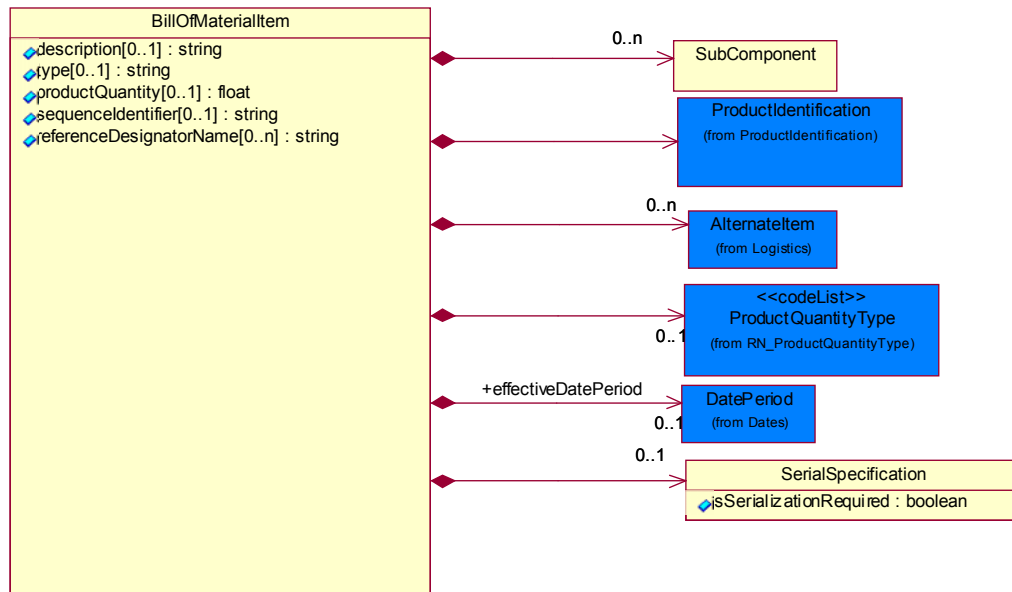 BillOfMaterialItem
description[0..1] : string
type[0..1] : string
productQuantity[0..1] : float
sequenceIdentifier[0..1] : string
referenceDesignatorName[0..n] : string
0..n
SubComponent
ProductIdentification
(from ProductIdentification)
0..n
AlternateItem
(from Logistics)
<<codeList>>
ProductQuantityType
(from RN_ProductQuantityType)
0..1
+effectiveDatePeriod
DatePeriod
(from Dates)
0..1
0..1
SerialSpecification
isSerializationRequired : boolean